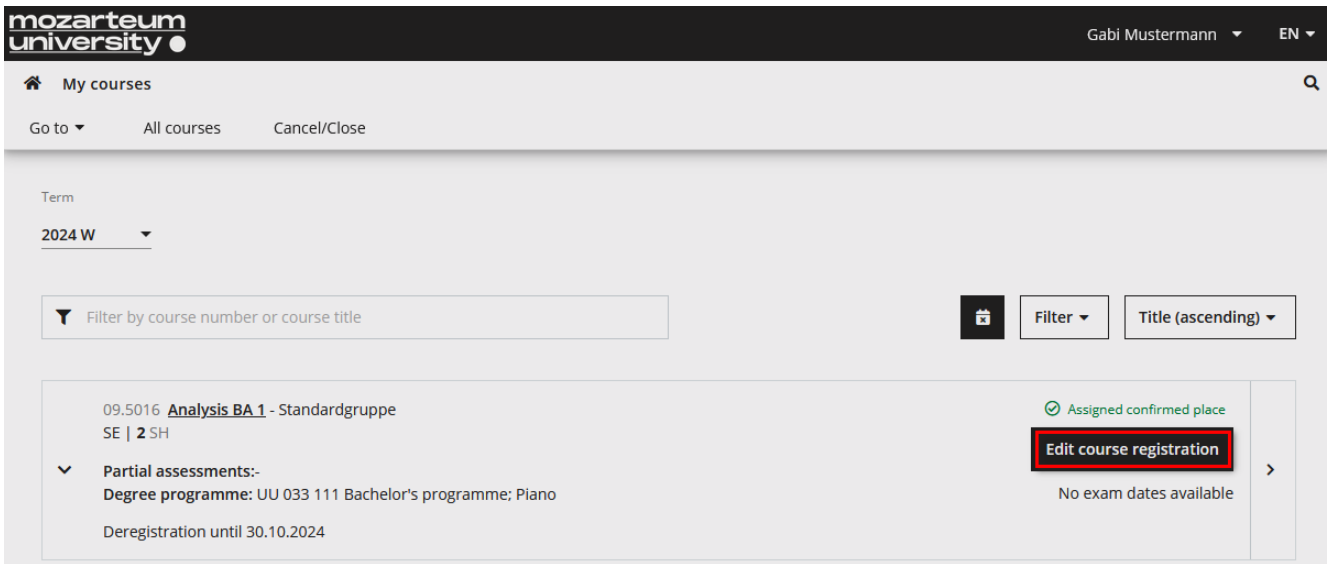 mozarteum
university
Gabi Mustermann EN
My courses
Go to All courses Cancel/Close
Term
2024 W
Filter by course number or course title Filter Title (ascending)
09.5016 Analysis BA 1 - Standardgruppe Assigned confirmed place
SE | 2 SH
Edit course registration
Partial assessments:-
Degree programme: UU 033 111 Bachelor's programme; Piano No exam dates available
Deregistration until 30.10.2024